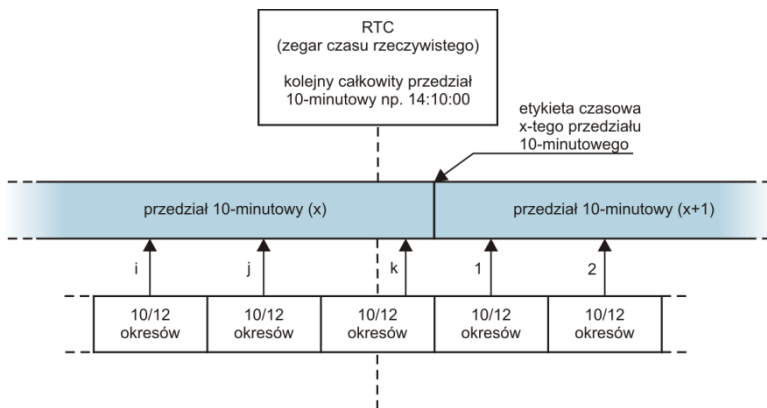 RTC
(zegar czasu rzeczywistego)
kolejny całkowity przedział
10-minutowy np. 14:10:00
etykieta czasowa
x-tego przedziału
10-minutowego
przedział 10-minutowy (x)
przedział 10-minutowy (x+1)
i
j
k
1
2
10/12
okresów
10/12
okresów
10/12
okresów
10/12
okresów
10/12
okresów